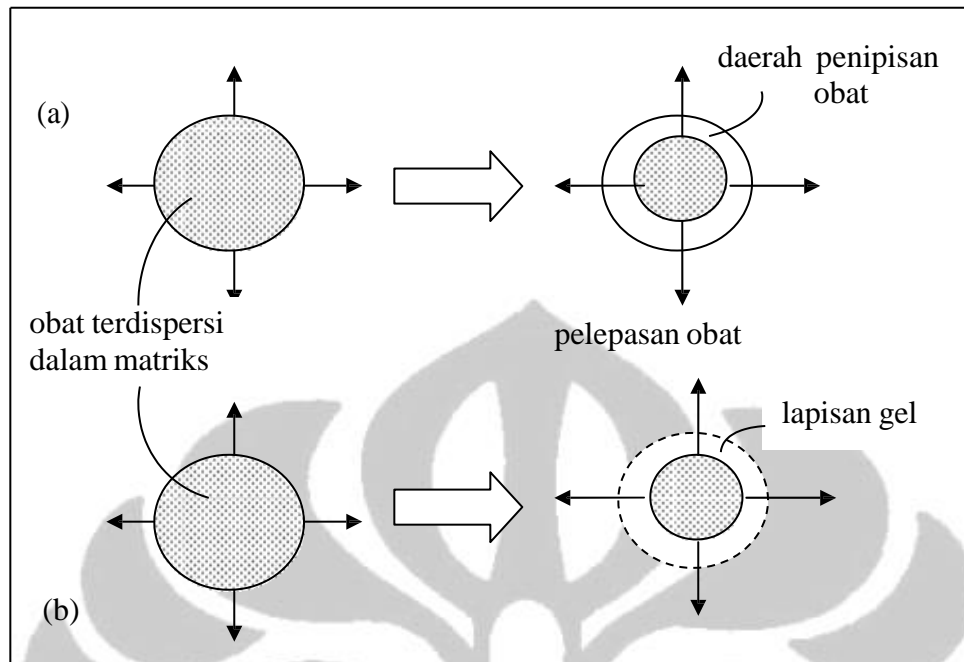 (a)
daerah penipisan
obat
obat terdispersi
dalam matriks
pelepasan obat
lapisan gel
(b)